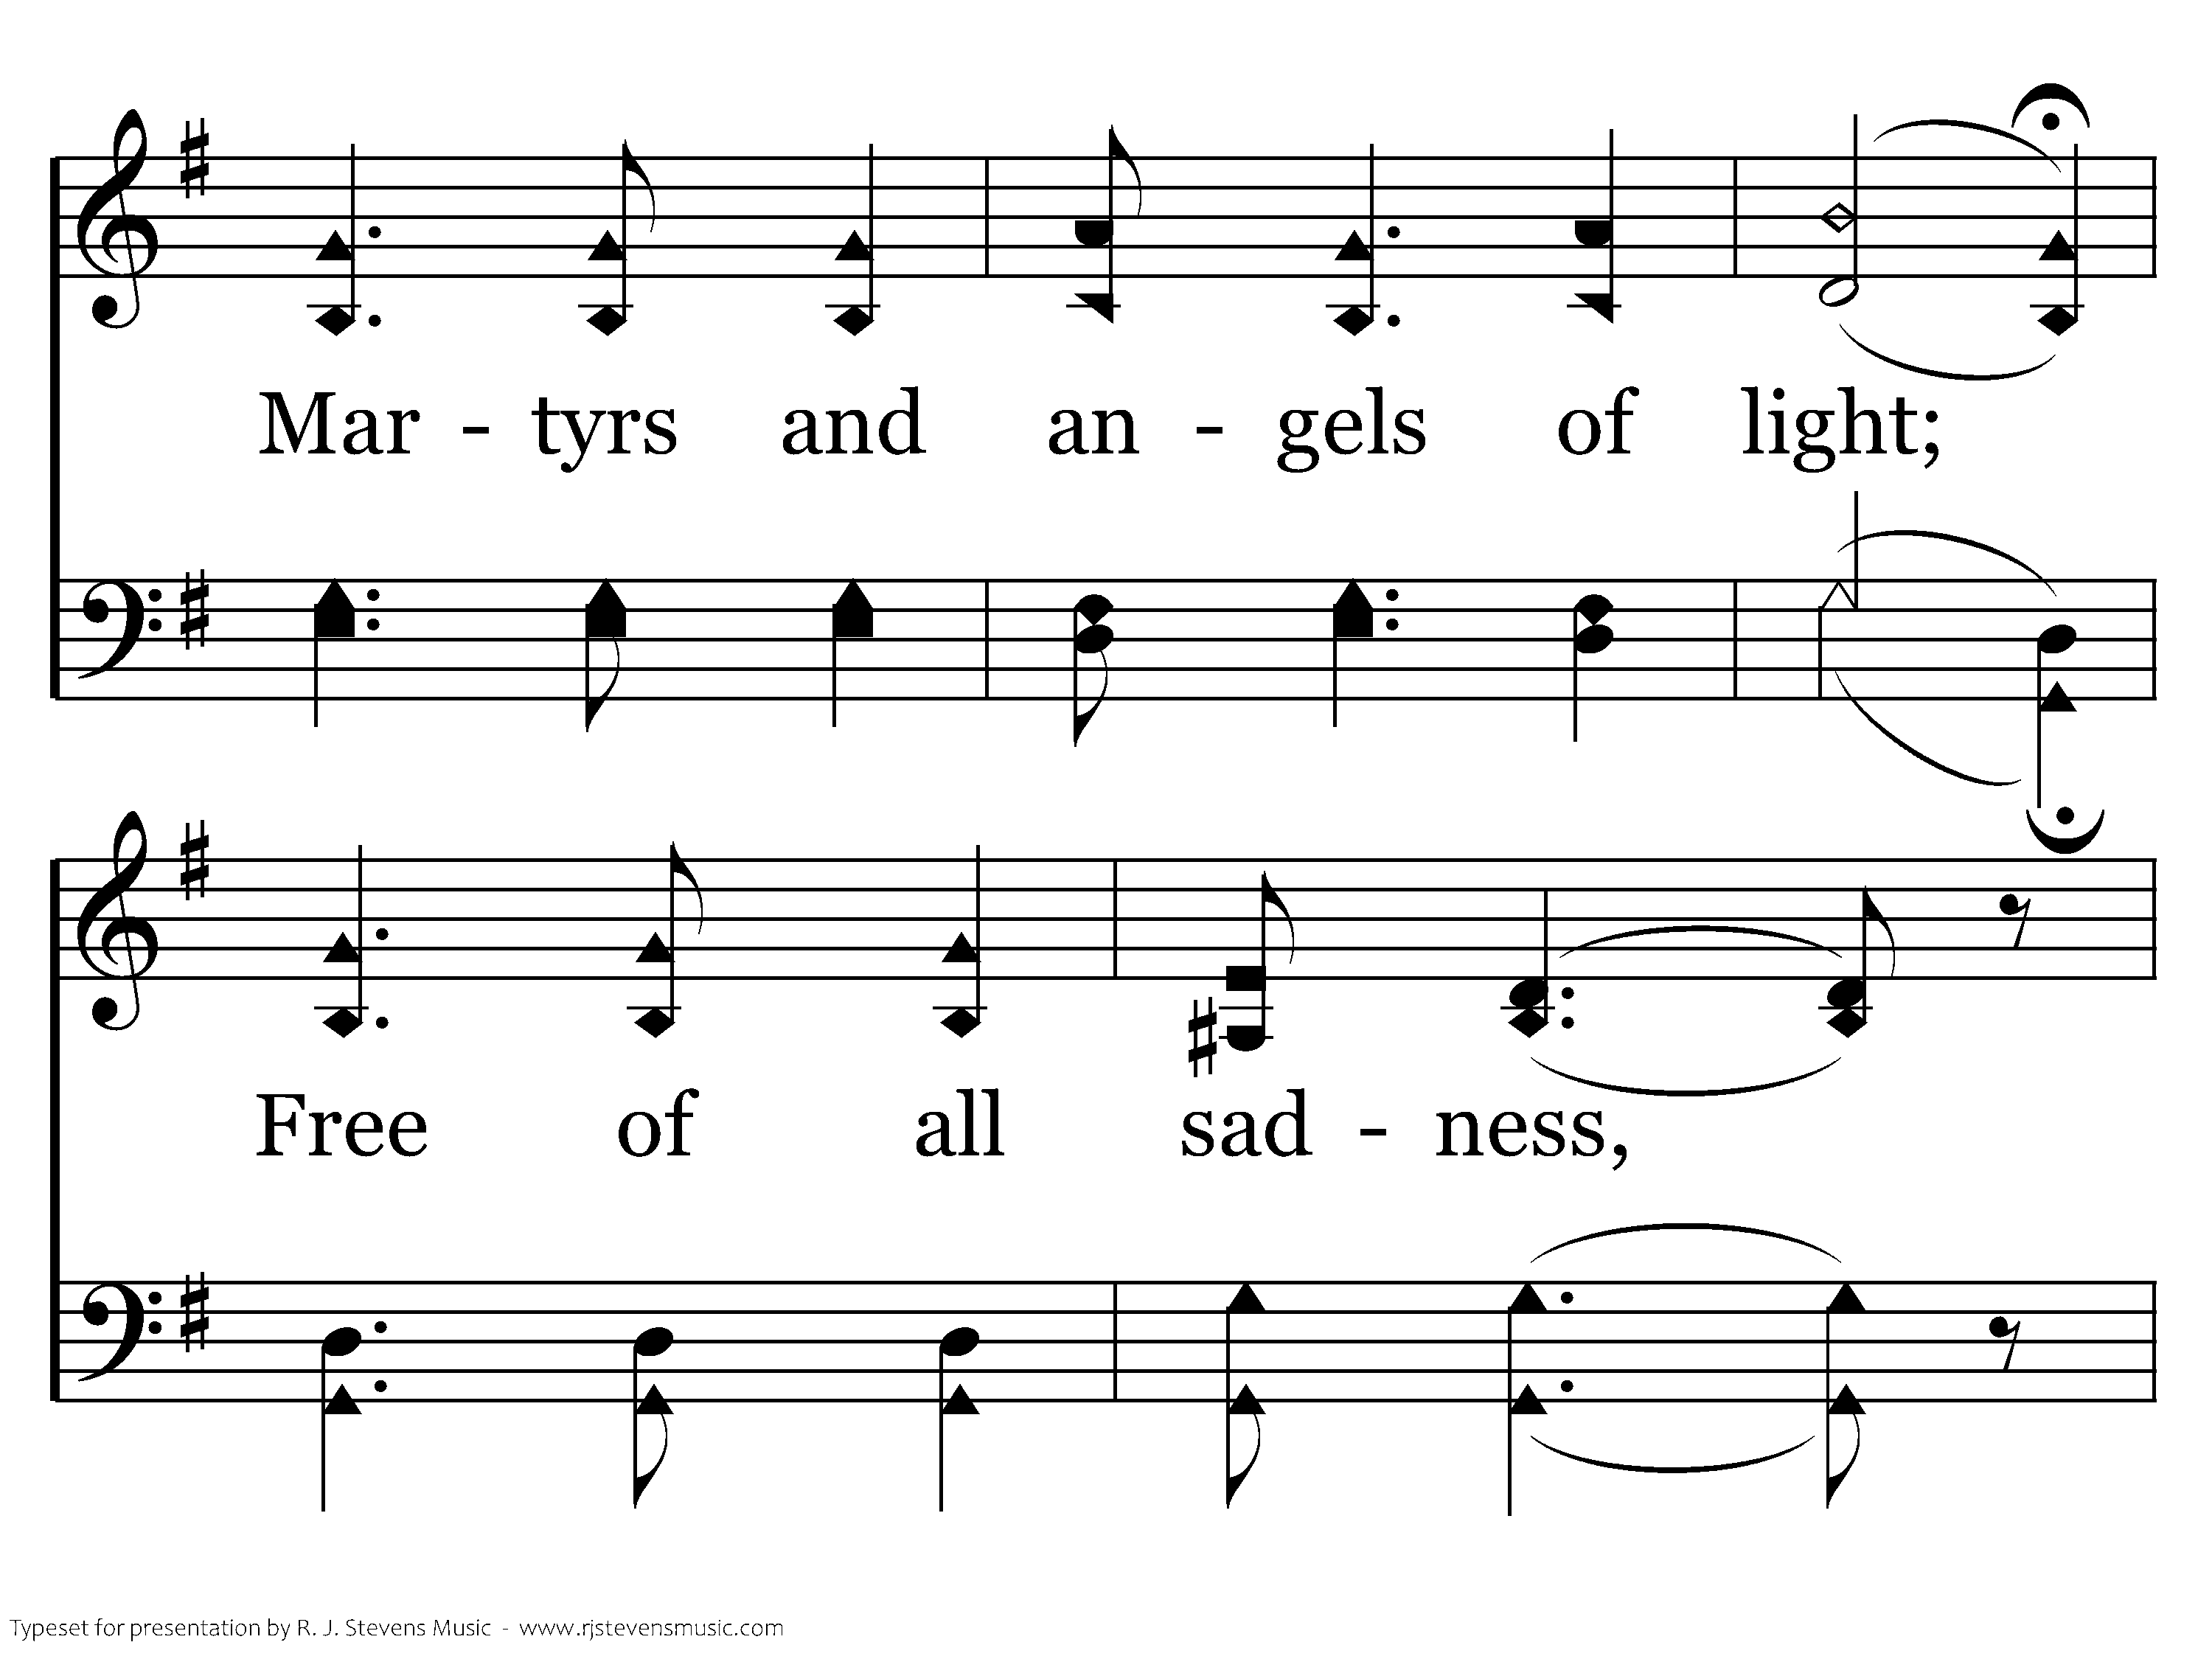 Mar - tyrs and an - gels of light;
Free of all sad - ness,
Typeset for presentation by R. J. Stevens Music - www.rjstevensmusic.com